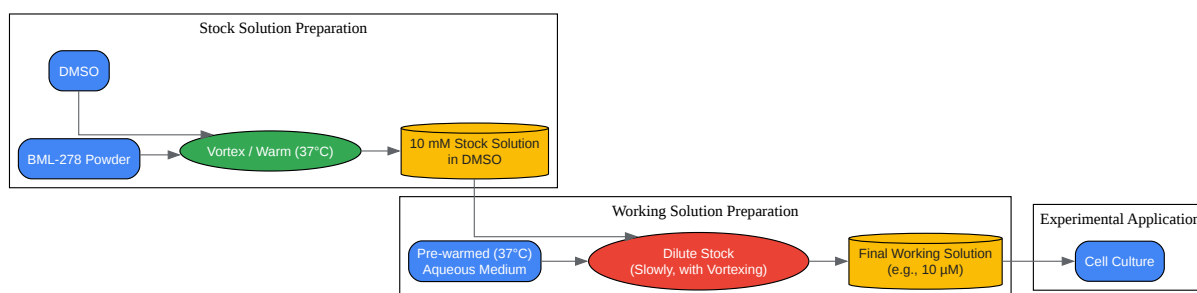 Stock Solution Preparation
DMSO
BML-278 Powder
Vortex / Warm (37°C)
10 mM Stock Solution
in DMSO
Working Solution Preparation
Pre-warmed (37°C)
Aqueous Medium
Dilute Stock
(Slowly, with Vortexing)
Final Working Solution
(e.g., 10 µM)
Experimental Application
Cell Culture